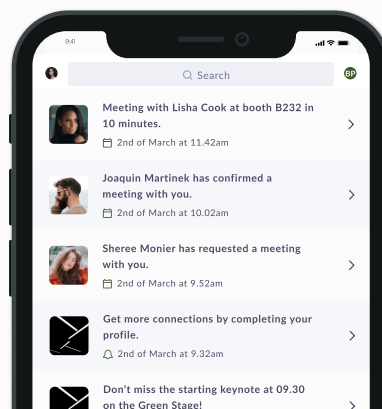 9:41
Search
BP
Meeting with Lisha Cook at booth B232 in
10 minutes.
2nd of March at 11.42am
Joaquin Martinek has confirmed a
meeting with you.
2nd of March at 10.02am
Sheree Monier has requested a meeting
with you.
2nd of March at 9.52am
Get more connections by completing your
profile.
2nd of March at 9.32am
Don't miss the starting keynote at 09.30
on the Green Stage!